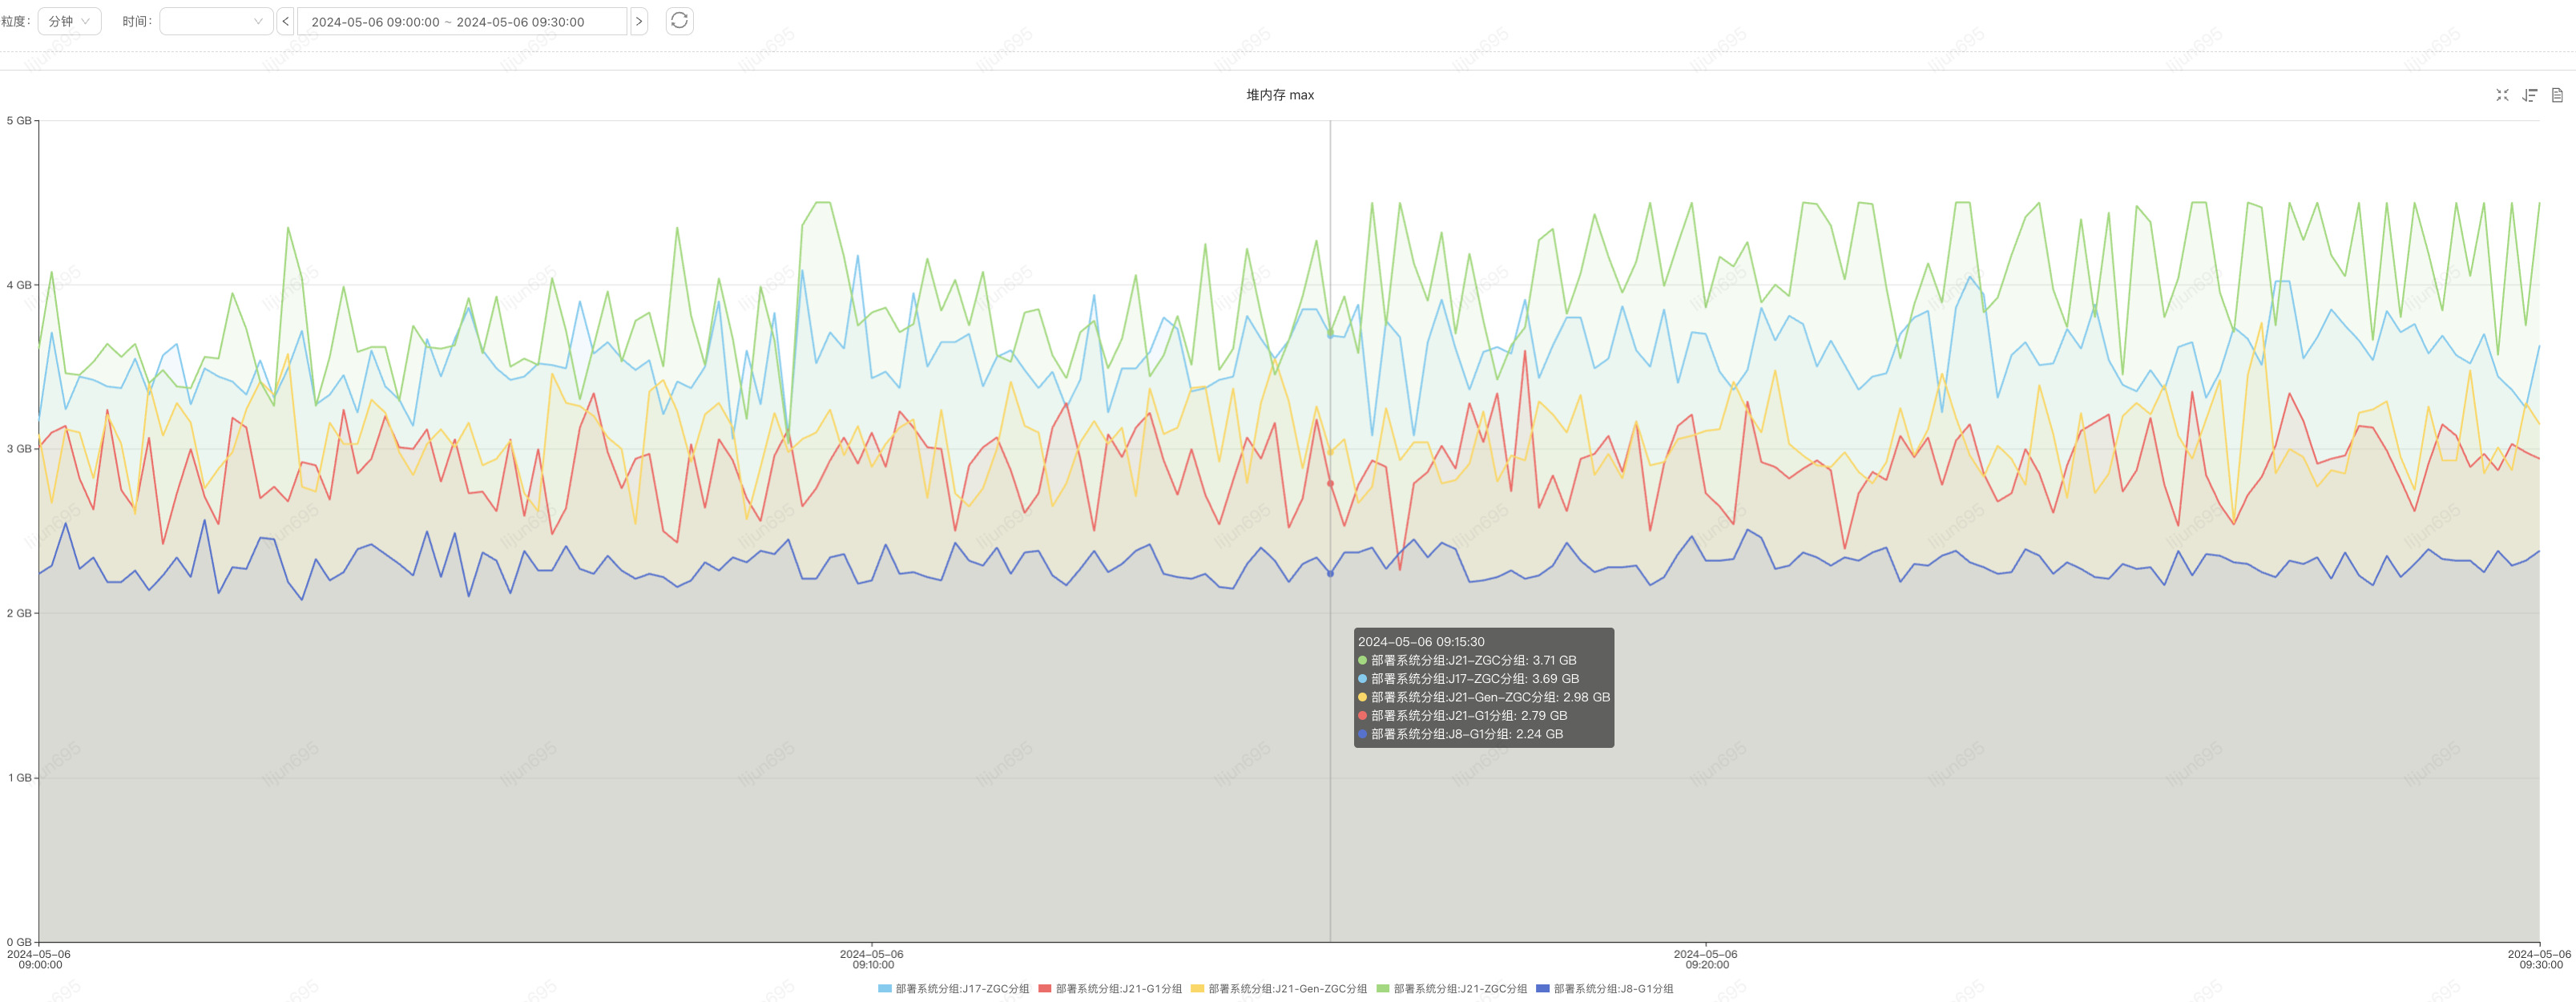 粒度: 分钟 时间: 2024-05-06 09:00:00 ~ 2024-05-06 09:30:00
堆内存 max
5 GB
4 GB
3 GB
2 GB
1 GB
0 GB
2024-05-06 09:15:30
部署系统分组:J21-ZGC分组: 3.71 GB
部署系统分组:J17-ZGC分组: 3.69 GB
部署系统分组:J21-Gen-ZGC分组: 2.98 GB
部署系统分组:J21-G1分组: 2.79 GB
部署系统分组:J8-G1分组: 2.24 GB
2024-05-06 2024-05-06 2024-05-06 2024-05-06
09:00:00 09:10:00 09:20:00 09:30:00
部署系统分组:J17-ZGC分组 部署系统分组:J21-G1分组 部署系统分组:J21-Gen-ZGC分组 部署系统分组:J21-ZGC分组 部署系统分组:J8-G1分组